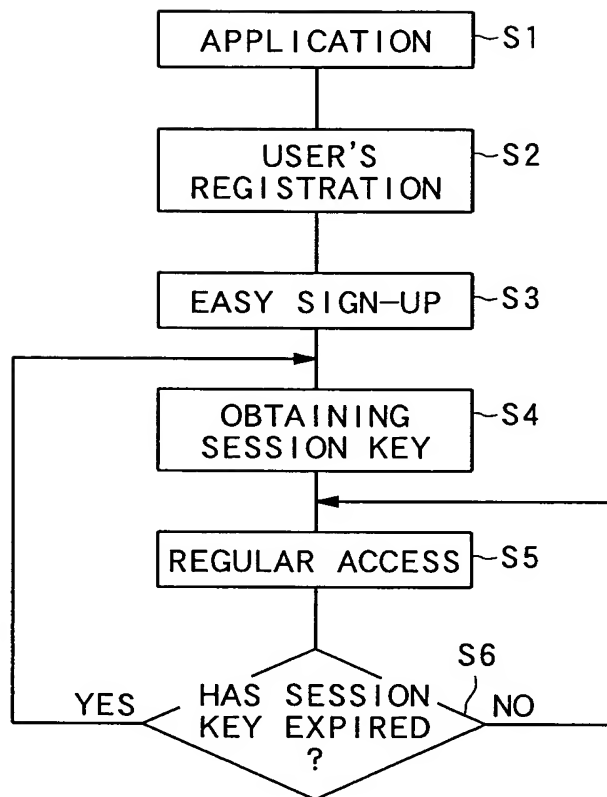 APPLICATION
S1
USER'S
REGISTRATION
S2
EASY SIGN-UP
S3
OBTAINING
SESSION KEY
S4
REGULAR ACCESS
S5
S6
YES
HAS SESSION
KEY EXPIRED
?
NO